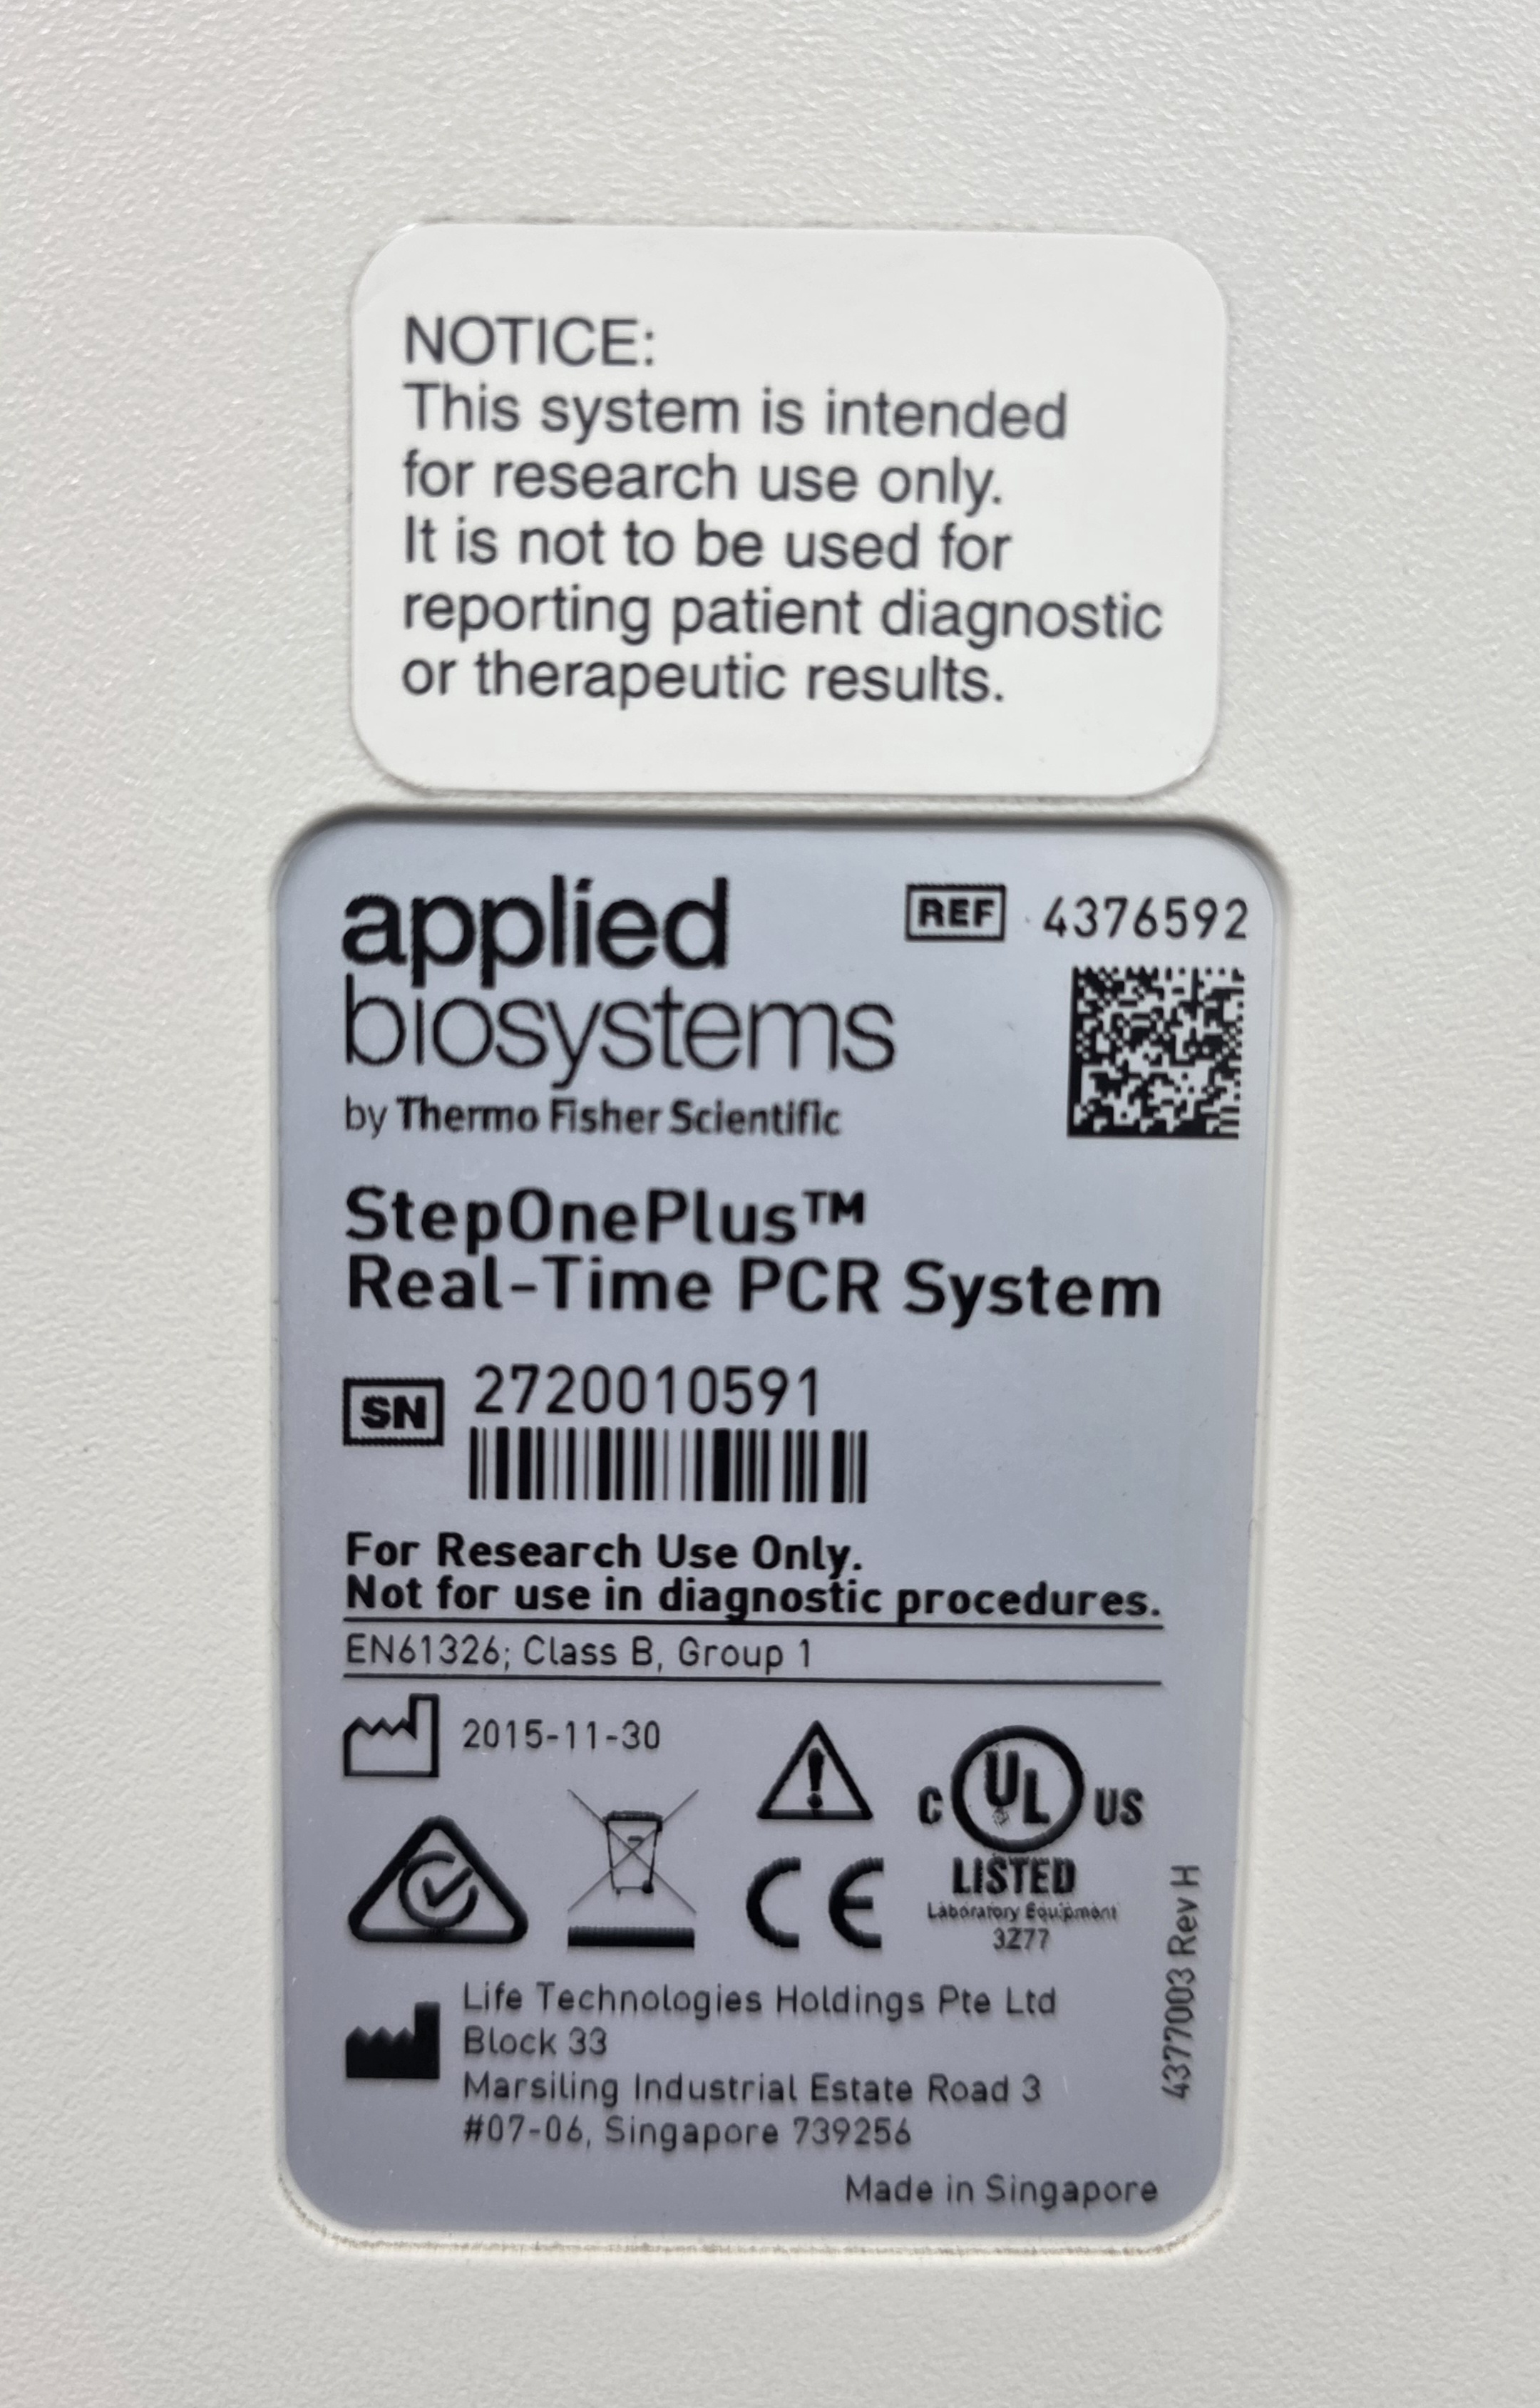 NOTICE:
This system is intended
for research use only.
It is not to be used for
reporting patient diagnostic
or therapeutic results.
applied
biosystems
by Thermo Fisher Scientific
REF 4376592
StepOnePlus™
Real-Time PCR System
SN 2720010591
For Research Use Only.
Not for use in diagnostic procedures.
EN61326; Class B, Group 1
2015-11-30
C UL US
LISTED
Laboratory Equipment
3Z77
CE
Life Technologies Holdings Pte Ltd
Block 33
Marsiling Industrial Estate Road 3
#07-06, Singapore 739256
Made in Singapore
4377003 Rev H